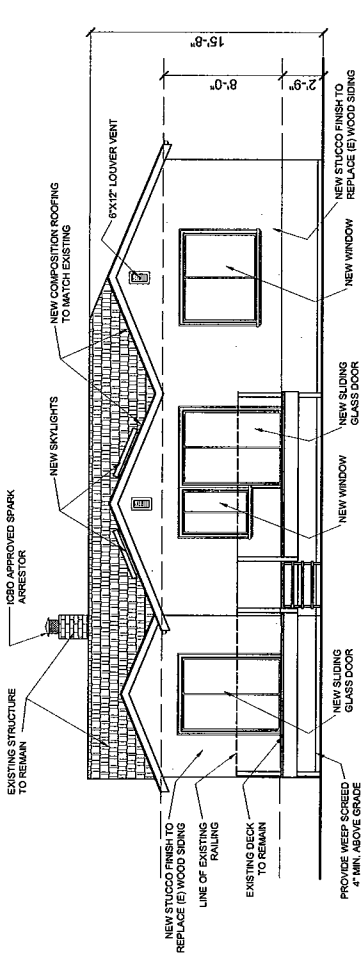 EXISTING STRUCTURE
TO REMAIN
ICBO APPROVED SPARK
ARRESTOR
NEW SKYLIGHTS
NEW COMPOSITION ROOFING
TO MATCH EXISTING
6"X12" LOUVER VENT
15'-8"
8'-0"
2'-9"
NEW STUCCO FINISH TO
REPLACE (E) WOOD SIDING
LINE OF EXISTING
RAILING
EXISTING DECK
TO REMAIN
PROVIDE WEEP SCREED
4" MIN. ABOVE GRADE
NEW SLIDING
GLASS DOOR
NEW WINDOW
NEW SLIDING
GLASS DOOR
NEW WINDOW
NEW STUCCO FINISH TO
REPLACE (E) WOOD SIDING